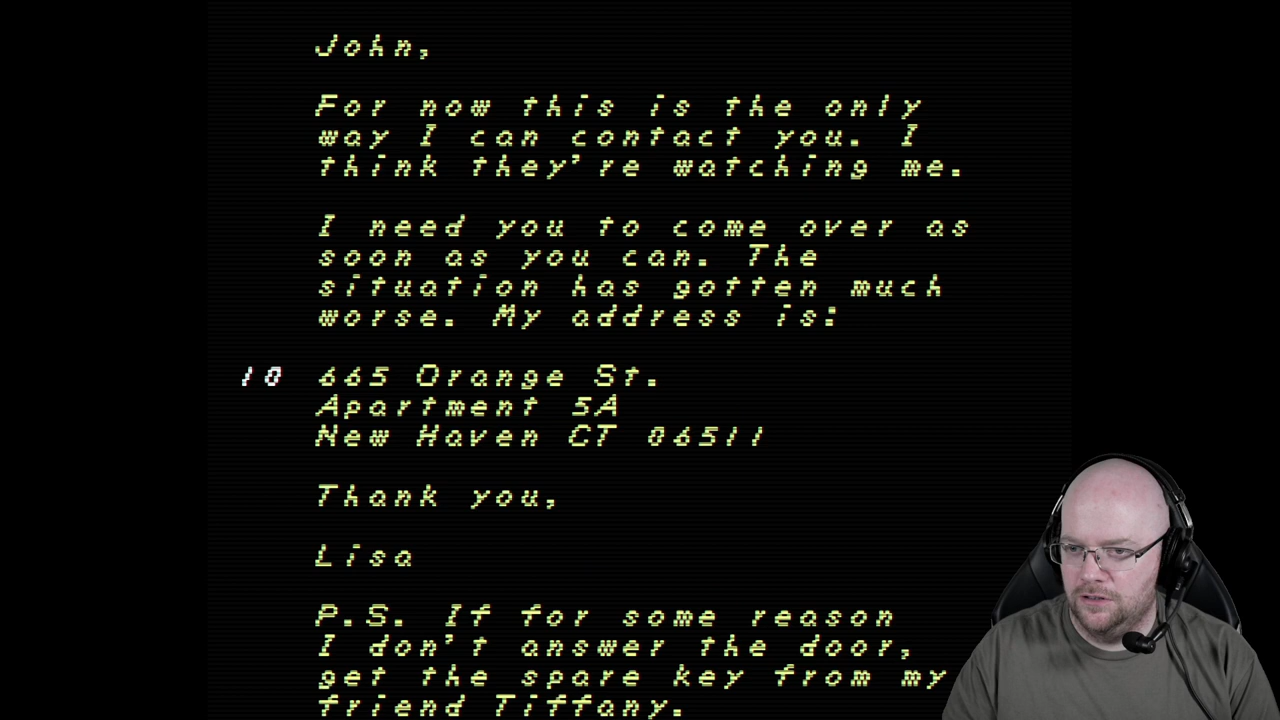 John,
For now this is the only
way I can contact you. I
think they're watching me.
I need you to come over as
soon as you can. The
situation has gotten much
worse. My address is:
10 665 Orange St.
Apartment 5A
New Haven CT 06511
Thank you,
Lisa
P.S. If for some reason
I don't answer the door,
get the spare key from my
friend Tiffany.